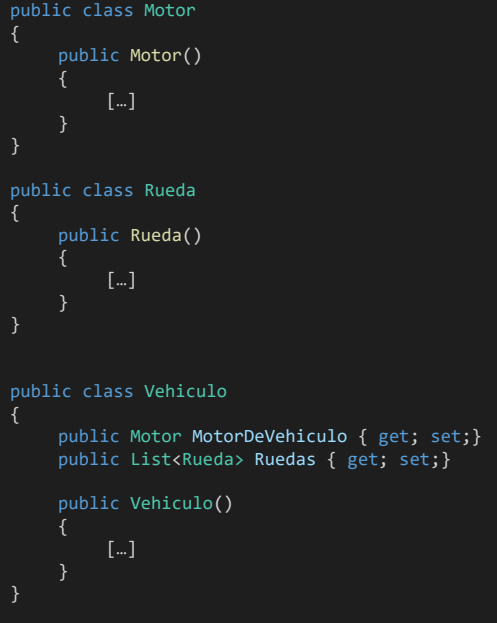 public class Motor
{
public Motor()
{
[…]
}
}
public class Rueda
{
public Rueda()
{
[…]
}
}
public class Vehiculo
{
public Motor MotorDeVehiculo { get; set;}
public List<Rueda> Ruedas { get; set;}
public Vehiculo()
{
[…]
}
}